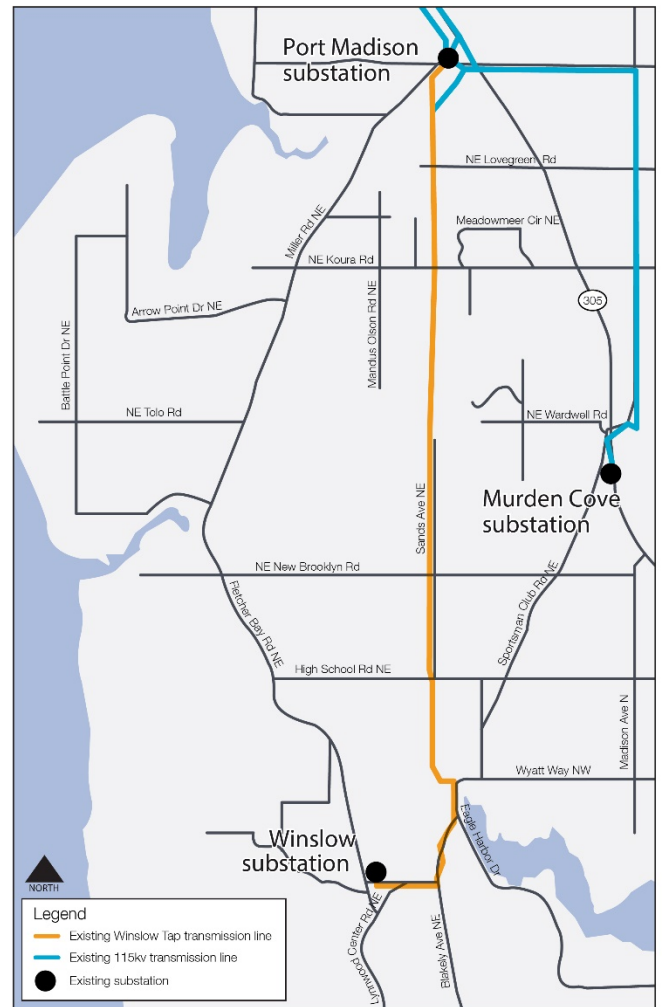 Port Madison
substation
NE Lovegreen Rd
Meadowmeer Cir NE
Miller Rd NE
NE Koura Rd
Mandus Olson Rd NE
305
Arrow Point Dr NE
Battle Point Dr NE
NE Tolo Rd
NE Wardwell Rd
Murden Cove
substation
Sands Ave NE
NE New Brooklyn Rd
Sportsman Club Rd NE
Fletcher Bay Rd NE
High School Rd NE
Madison Ave N
Wyatt Way NW
Eagle Harbor Dr
Winslow
substation
Lynnwood Center Rd NE
Blakely Ave NE
NORTH
Legend
Existing Winslow Tap transmission line
Existing 115kv transmission line
Existing substation